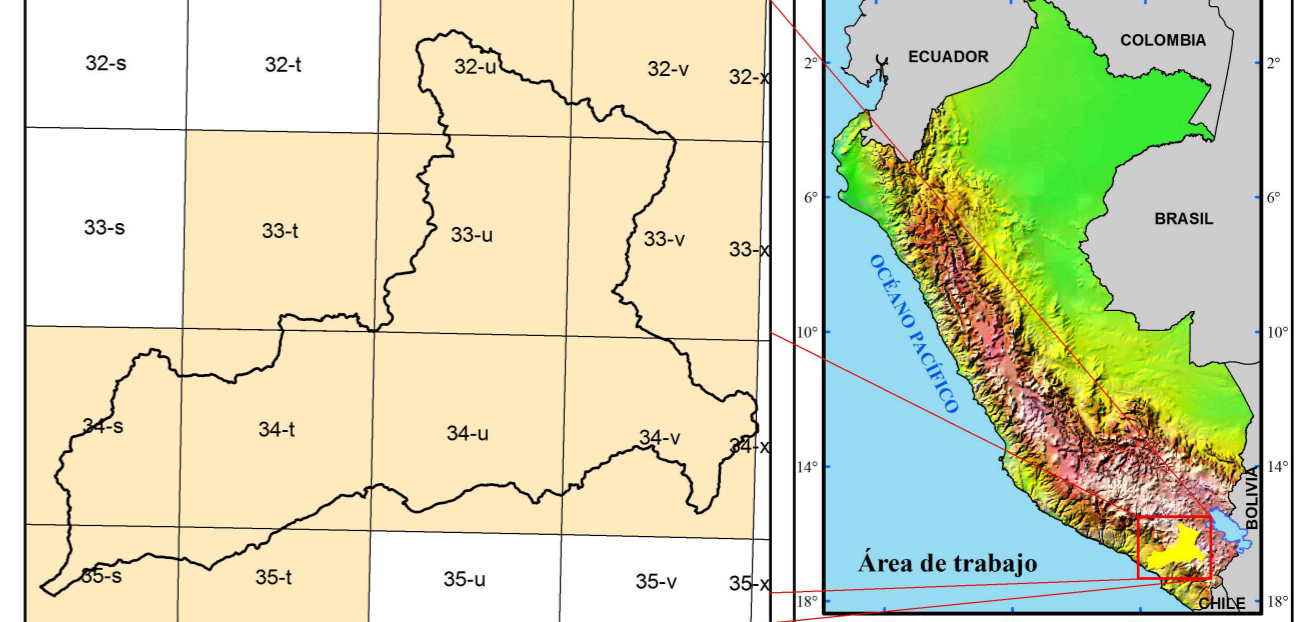 32-s
32-t
32-u
32-v
32-x
33-s
33-t
33-u
33-v
33-x
34-s
34-t
34-u
34-v
34-x
35-s
35-t
35-u
35-v
35-x
ECUADOR
COLOMBIA
BRASIL
OCÉANO PACÍFICO
BOLIVIA
CHILE
Área de trabajo
2°
2°
6°
6°
10°
10°
14°
14°
18°
18°